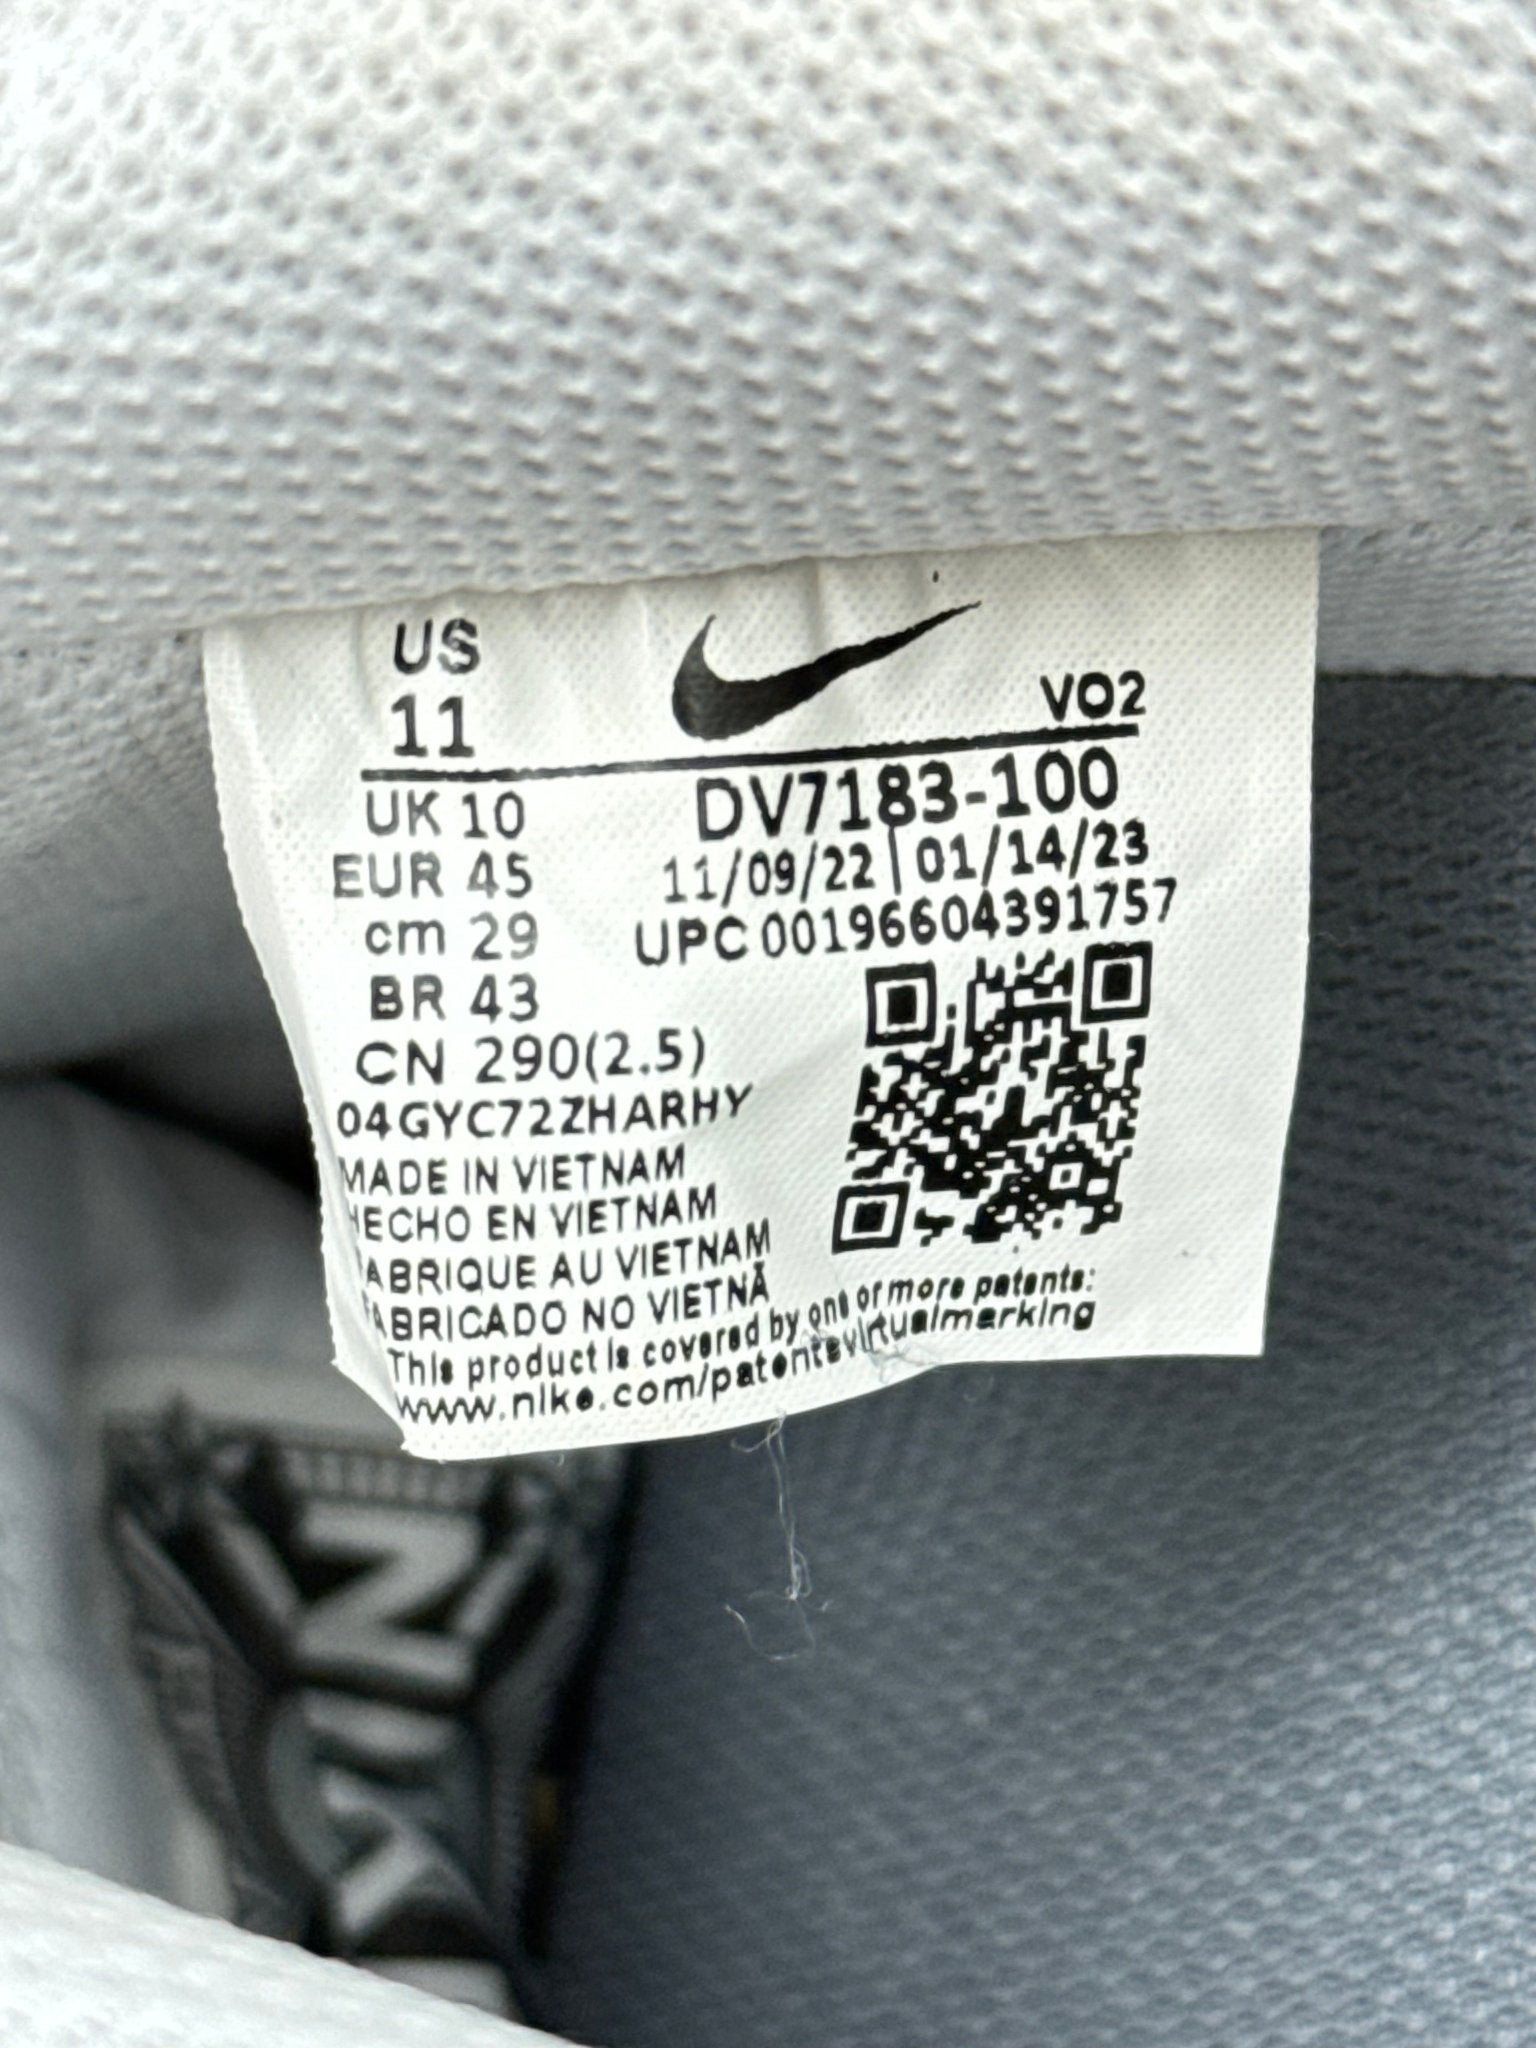 US
11
VO2
UK 10
DV7183-100
EUR 45
11/09/22 | 01/14/23
cm 29
UPC 00196604391757
BR 43
CN 290(2.5)
04GYC72ZHARHY
MADE IN VIETNAM
HECHO EN VIETNAM
FABRIQUE AU VIETNAM
FABRICADO NO VIETNÃ
This product is covered by one or more patents:
www.nike.com/patentsvirtualmarking